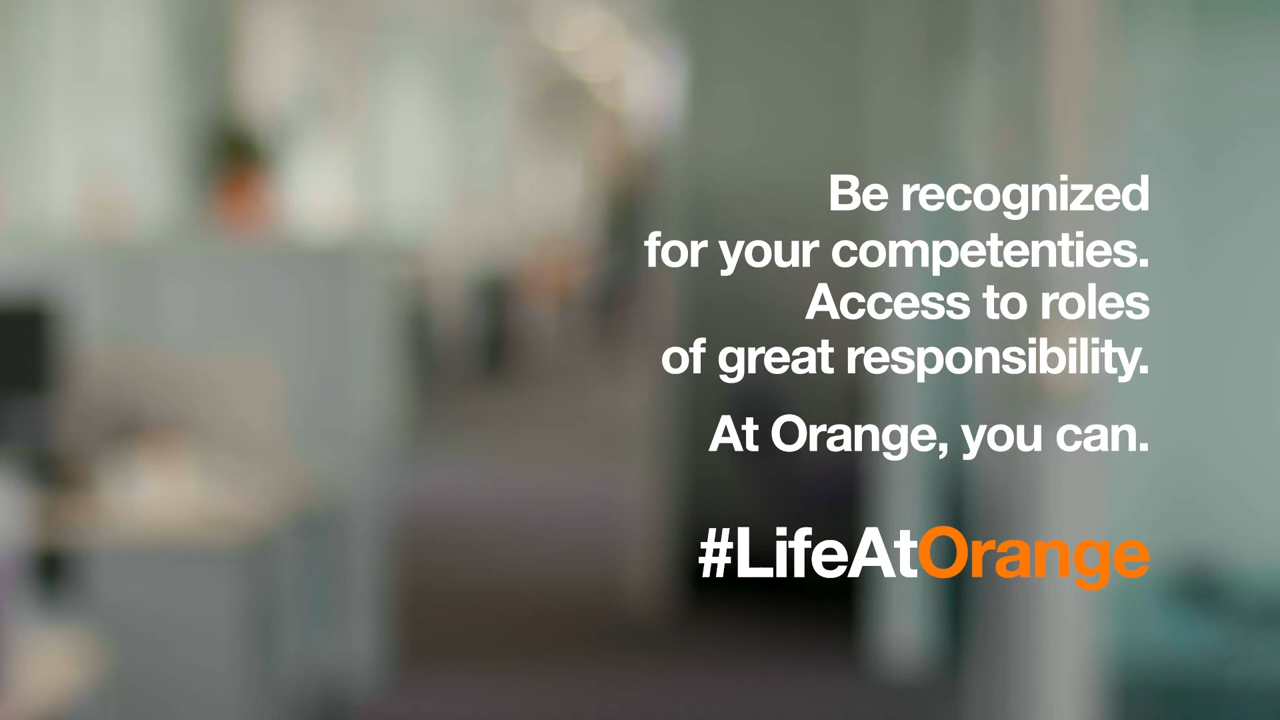 Be recognized
for your competenties.
Access to roles
of great responsibility.
At Orange, you can.
#LifeAtOrange